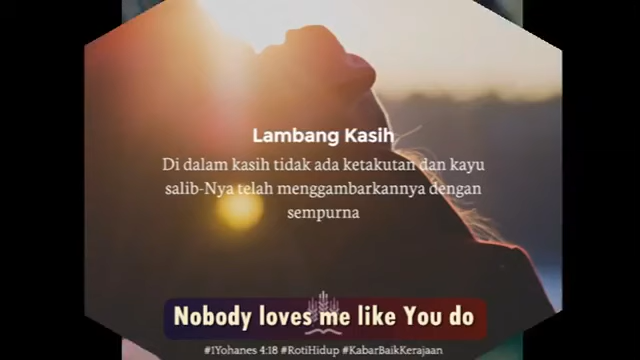 Lambang Kasih
Di dalam kasih tidak ada ketakutan dan kayu
salib-Nya telah menggambarkannya dengan
sempurna
Nobody loves me like You do
#1Yohanes 4:18 #RotiHidup #KabarBaikKerajaan